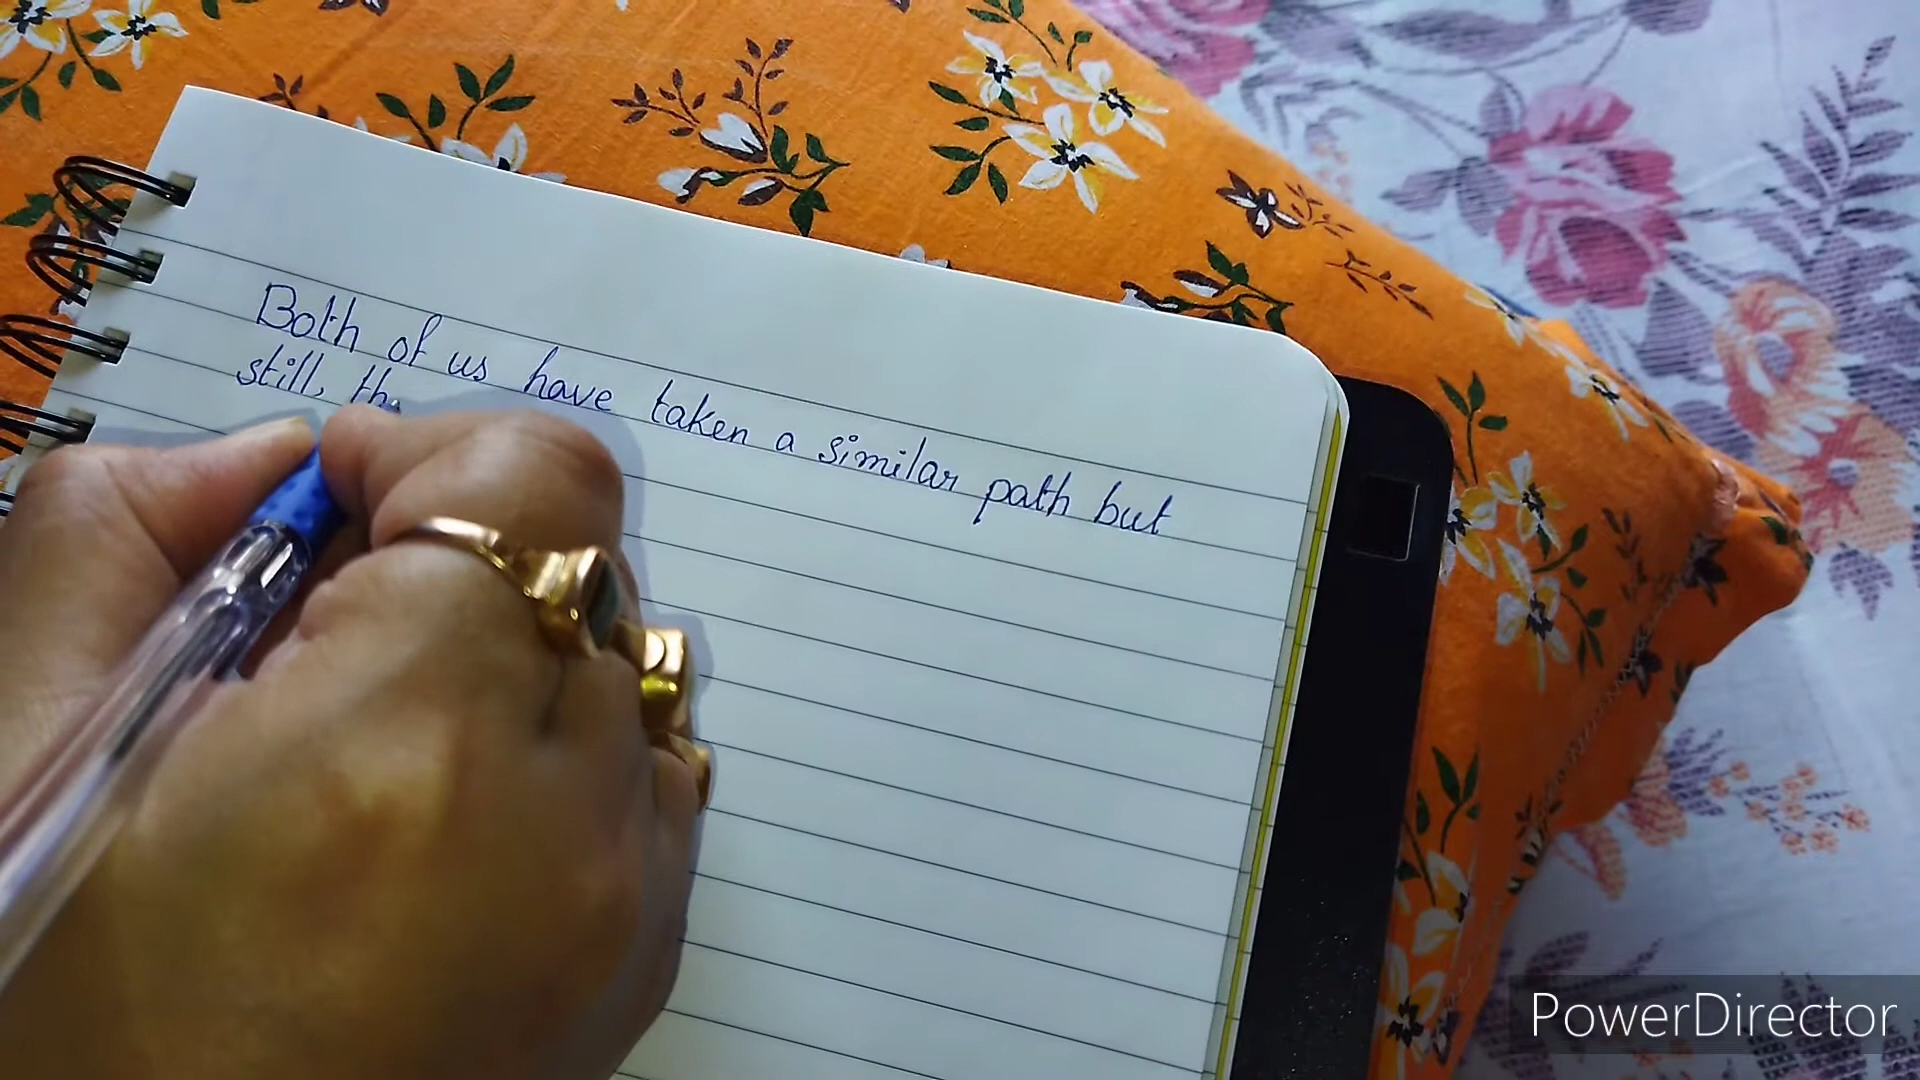 Both of us have taken a similar path but
still, th
PowerDirector